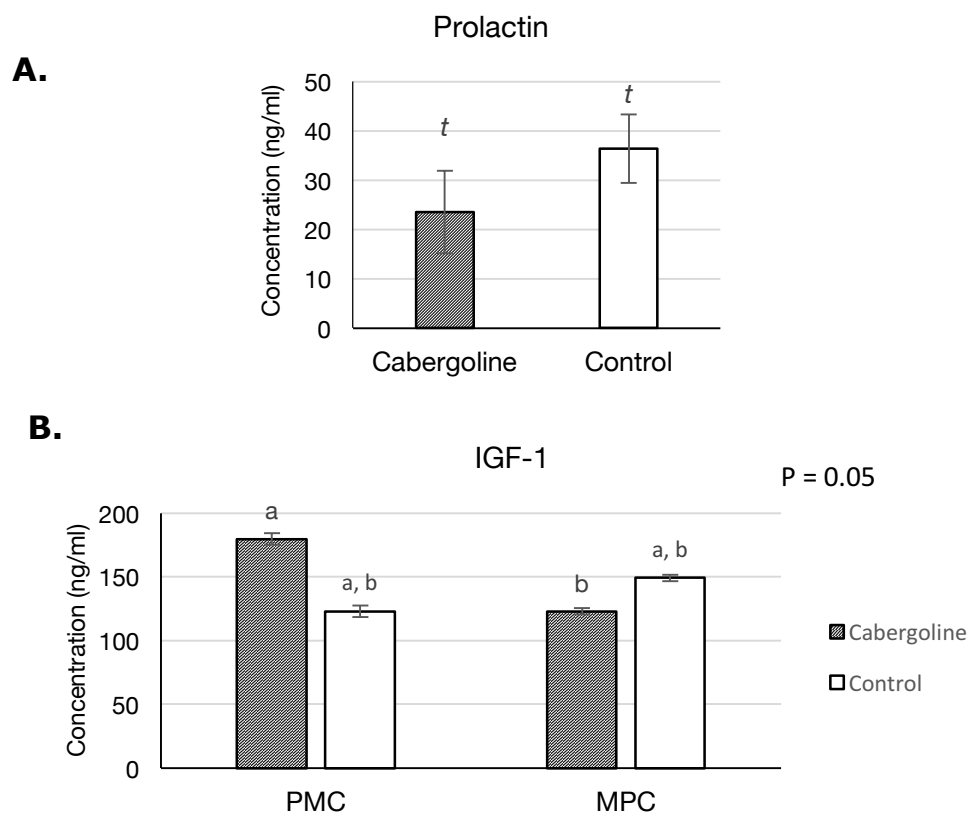 Prolactin
A.
Concentration (ng/ml)
50
40
30
20
10
0
t
t
Cabergoline
Control
B.
IGF-1
P = 0.05
Concentration (ng/ml)
200
150
100
50
0
a
a, b
b
a, b
Cabergoline
Control
PMC
MPC